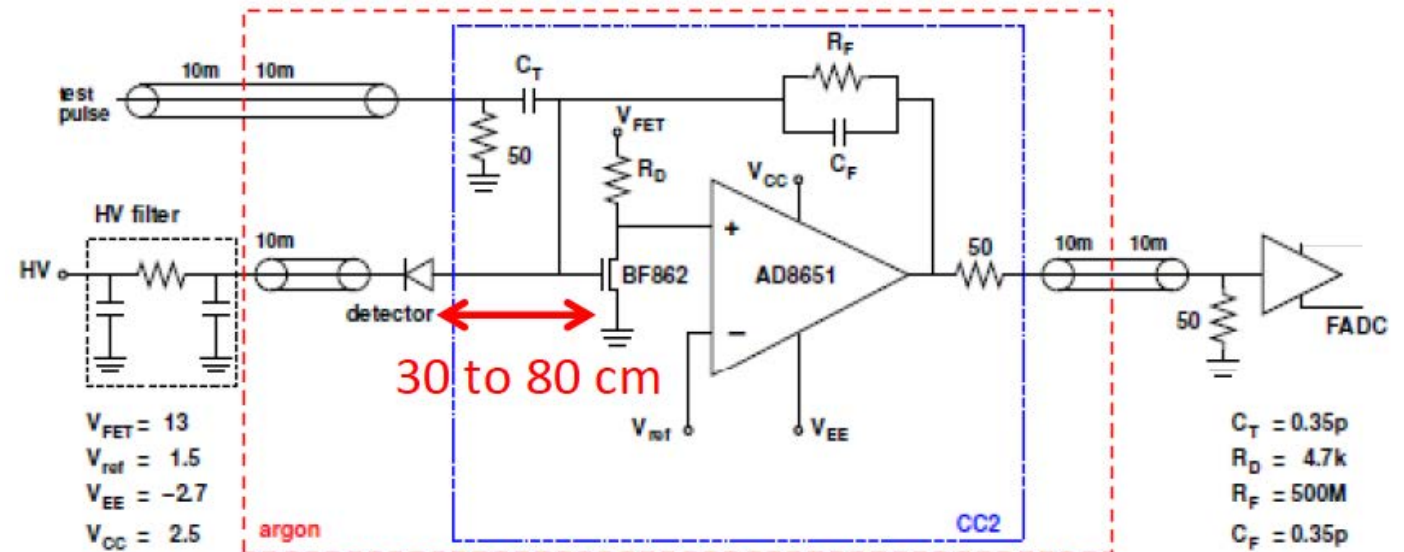 10m 10m
test
pulse
C_T
50
R_F
C_F
V_FET
R_D
V_CC
+
BF862
AD8651
−
V_ref
V_EE
HV filter
HV
10m
detector
30 to 80 cm
50
10m 10m
50
FADC
V_FET = 13
V_ref = 1.5
V_EE = −2.7
V_CC = 2.5
argon
CC2
C_T = 0.35p
R_D = 4.7k
R_F = 500M
C_F = 0.35p